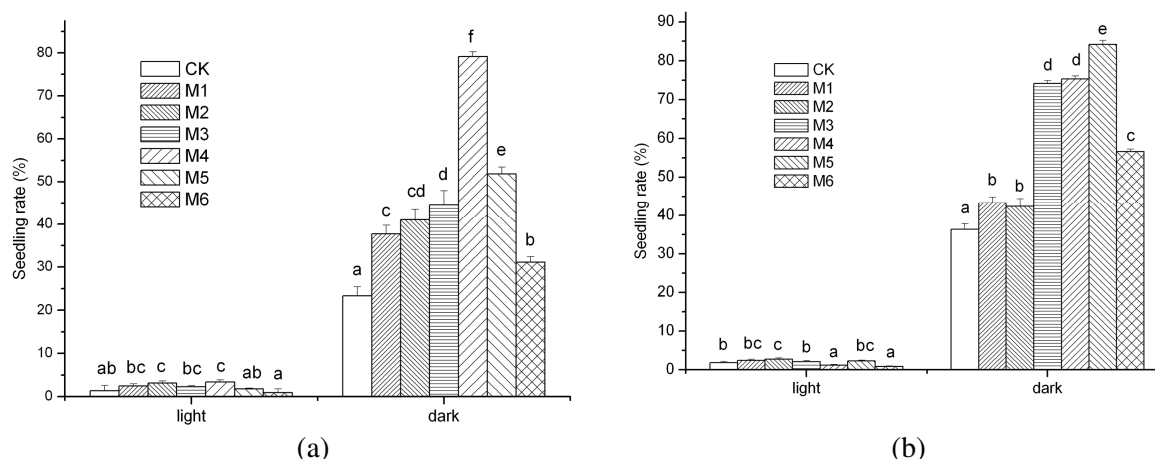 f
80
70
60
50
40
30
20
10
0
Seedling rate (%)
CK
M1
M2
M3
M4
M5
M6
ab bc c bc c ab a
a c cd d e b
light dark
(a)
90
80
70
60
50
40
30
20
10
0
Seedling rate (%)
CK
M1
M2
M3
M4
M5
M6
b bc c b a bc a
a b b d d e c
light dark
(b)